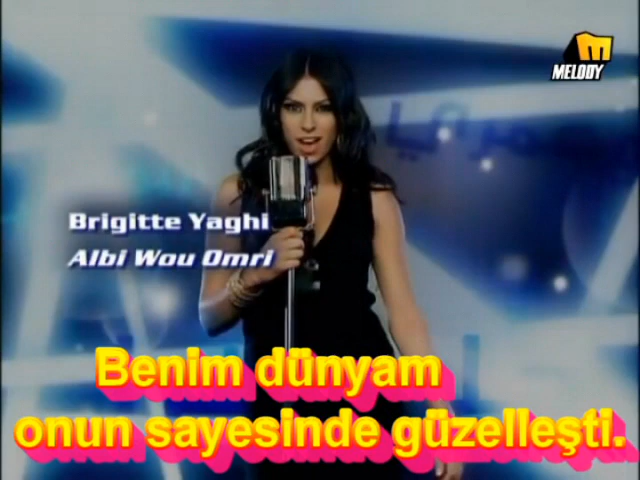 m
MELODY
Brigitte Yaghi
Albi Wou Omri
Benim dünyam
onun sayesinde güzelleşti.